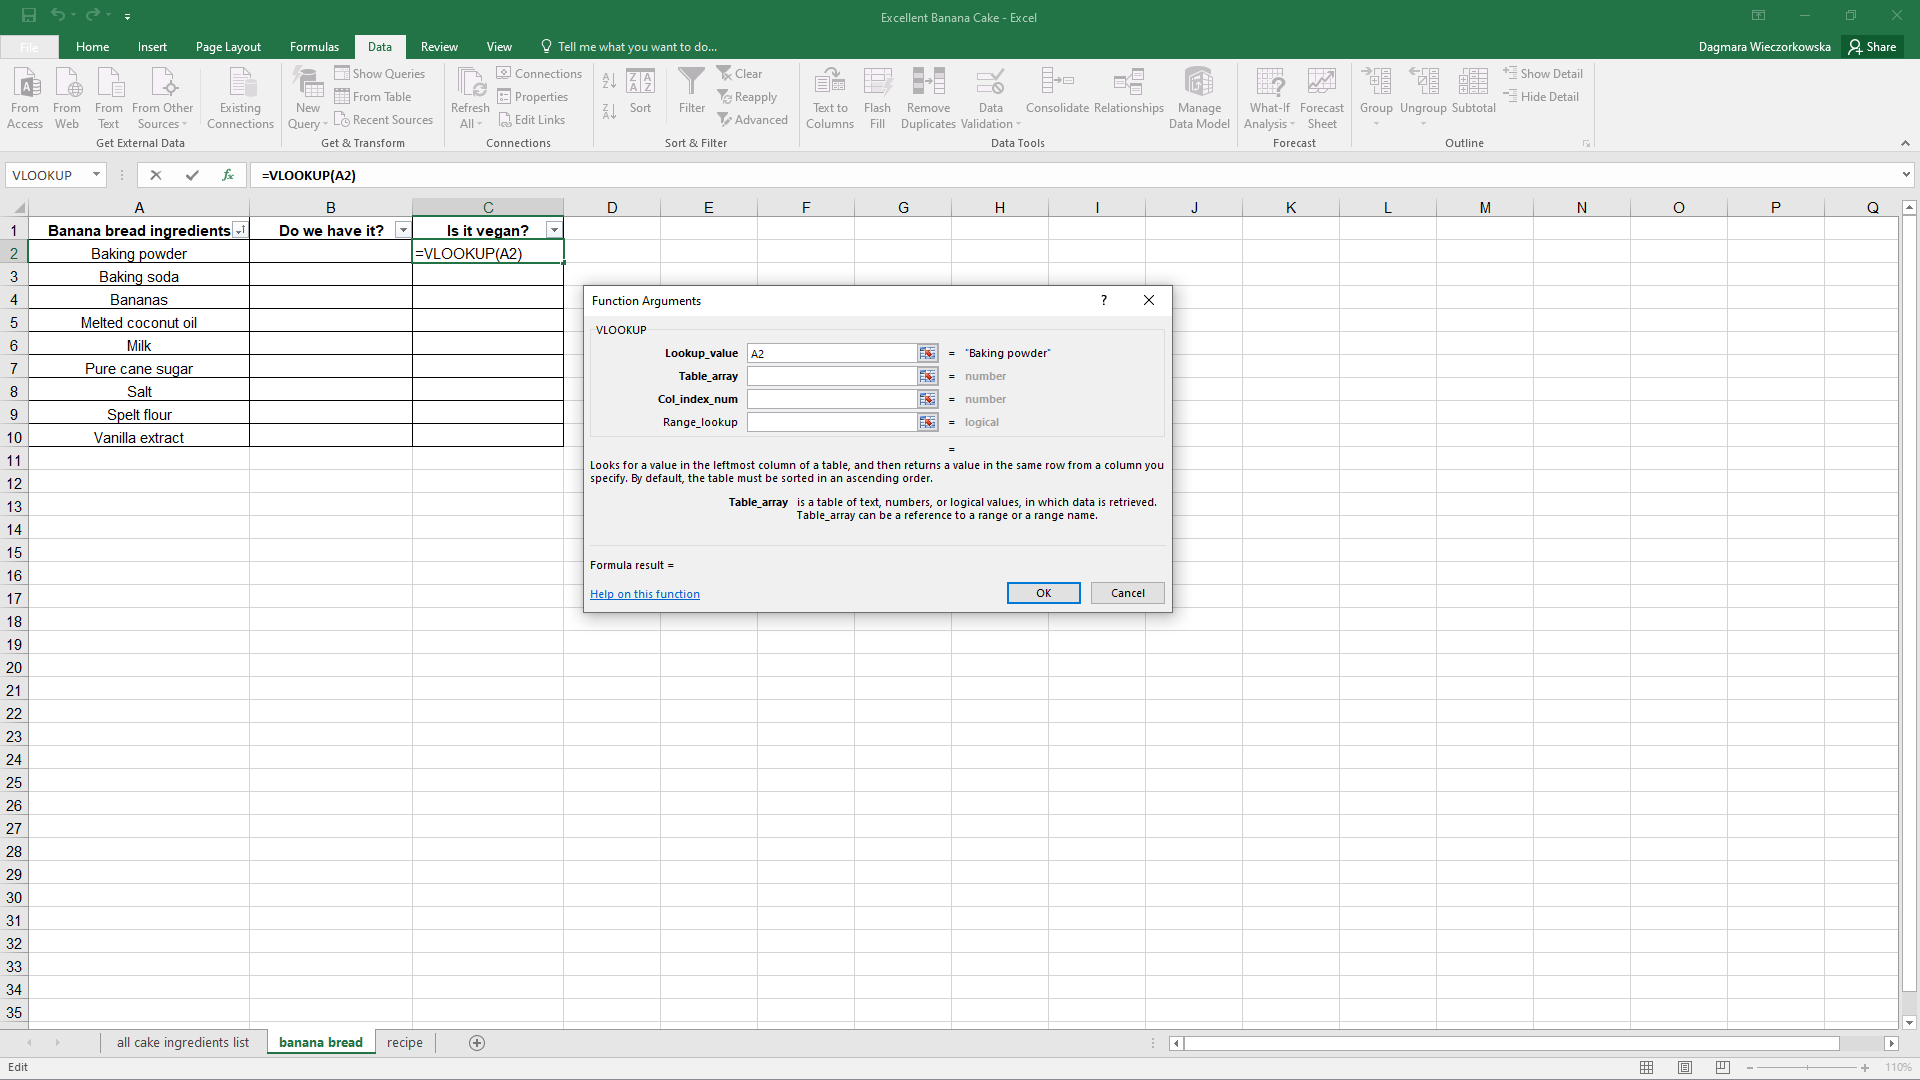 Excellent Banana Cake - Excel
File Home Insert Page Layout Formulas Data Review View Tell me what you want to do... Dagmara Wieczorkowska Share
From Access
From Web
From Text
From Other Sources
Existing Connections
Get External Data
New Query
Show Queries
From Table
Recent Sources
Get & Transform
Refresh All
Connections
Properties
Edit Links
Connections
Sort
Filter
Clear
Reapply
Advanced
Sort & Filter
Text to Columns
Flash Fill
Remove Duplicates
Data Validation
Consolidate
Relationships
Manage Data Model
Data Tools
What-If Analysis
Forecast Sheet
Forecast
Group
Ungroup
Subtotal
Show Detail
Hide Detail
Outline
VLOOKUP fx =VLOOKUP(A2)
A B C D E F G H I J K L M N O P Q
1 Banana bread ingredients Do we have it? Is it vegan?
2 Baking powder =VLOOKUP(A2)
3 Baking soda
4 Bananas
5 Melted coconut oil
6 Milk
7 Pure cane sugar
8 Salt
9 Spelt flour
10 Vanilla extract
11
12
13
14
15
16
17
18
19
20
21
22
23
24
25
26
27
28
29
30
31
32
33
34
35
Function Arguments ?
VLOOKUP
Lookup_value A2 = "Baking powder"
Table_array = number
Col_index_num = number
Range_lookup = logical
=
Looks for a value in the leftmost column of a table, and then returns a value in the same row from a column you
specify. By default, the table must be sorted in an ascending order.
Table_array is a table of text, numbers, or logical values, in which data is retrieved.
Table_array can be a reference to a range or a range name.
Formula result =
Help on this function OK Cancel
all cake ingredients list banana bread recipe
Edit 110%